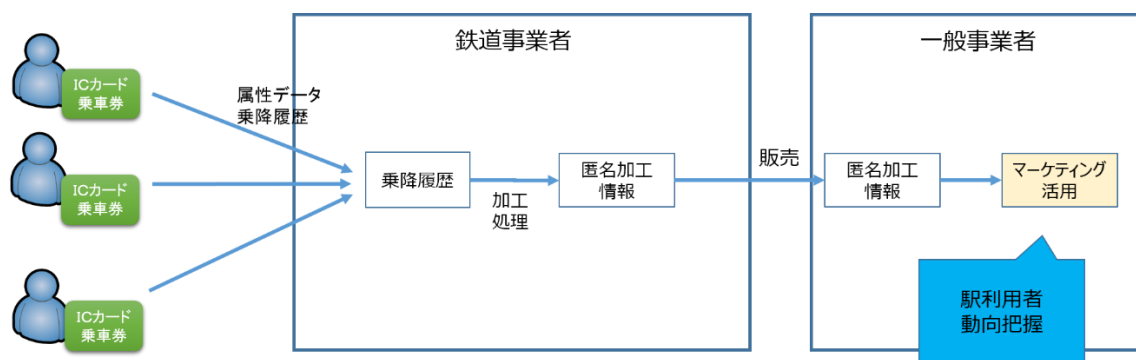 鉄道事業者
一般事業者
ICカード
乗車券
属性データ
乗降履歴
ICカード
乗車券
乗降履歴
加工
処理
匿名加工
情報
販売
匿名加工
情報
マーケティング
活用
ICカード
乗車券
駅利用者
動向把握